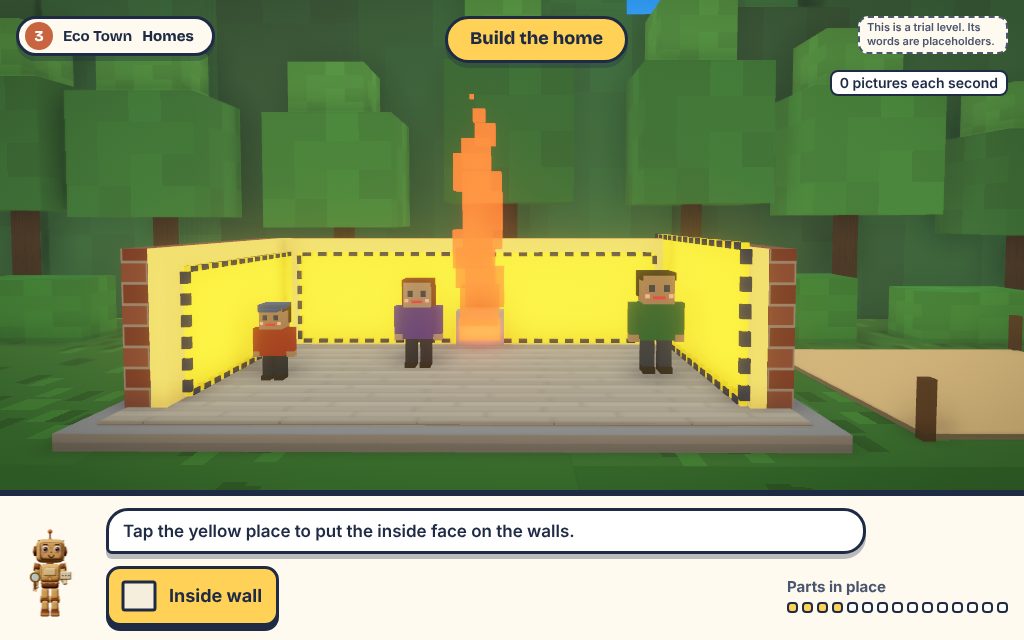 3 Eco Town Homes
Build the home
This is a trial level. Its
words are placeholders.
0 pictures each second
Tap the yellow place to put the inside face on the walls.
Inside wall
Parts in place